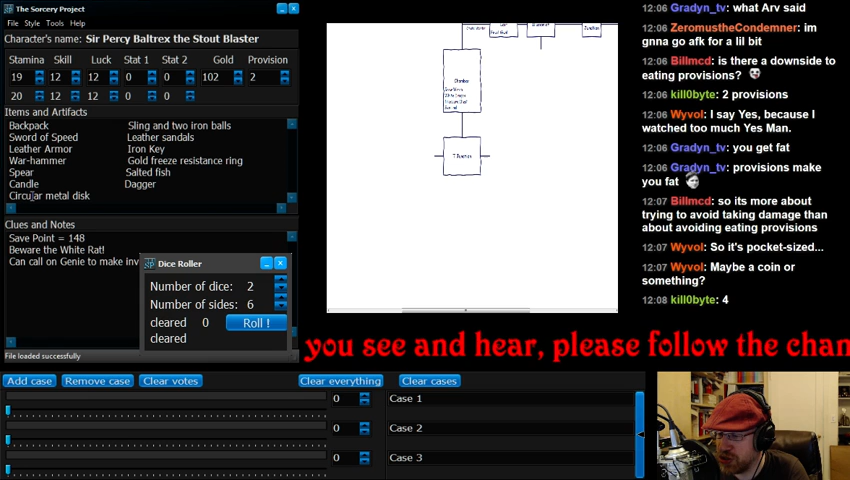 The Sorcery Project
File Style Tools Help
Character's name: Sir Percy Baltrex the Stout Blaster
Stamina Skill Luck Stat 1 Stat 2 Gold Provision
19 12 12 0 0 102 2
20 12 12 0 0
Items and Artifacts
Backpack Sling and two iron balls
Sword of Speed Leather sandals
Leather Armor Iron Key
War-hammer Gold freeze resistance ring
Spear Salted fish
Candle Dagger
Circular metal disk
Clues and Notes
Save Point = 148
Beware the White Rat!
Can call on Genie to make inv
File loaded successfully
Dice Roller
Number of dice: 2
Number of sides: 6
cleared 0 Roll !
cleared
Chamber
T Junction
12:06 Gradyn_tv: what Arv said
12:06 ZeromustheCondemner: im
gnna go afk for a lil bit
12:06 Billmcd: is there a downside to
eating provisions?
12:06 kill0byte: 2 provisions
12:06 Wyvol: I say Yes, because I
watched too much Yes Man.
12:06 Gradyn_tv: you get fat
12:06 Gradyn_tv: provisions make
you fat
12:07 Billmcd: so its more about
trying to avoid taking damage than
about avoiding eating provisions
12:07 Wyvol: So it's pocket-sized...
12:07 Wyvol: Maybe a coin or
something?
12:08 kill0byte: 4
you see and hear, please follow the chan
Add case Remove case Clear votes Clear everything Clear cases
0 Case 1
0 Case 2
0 Case 3